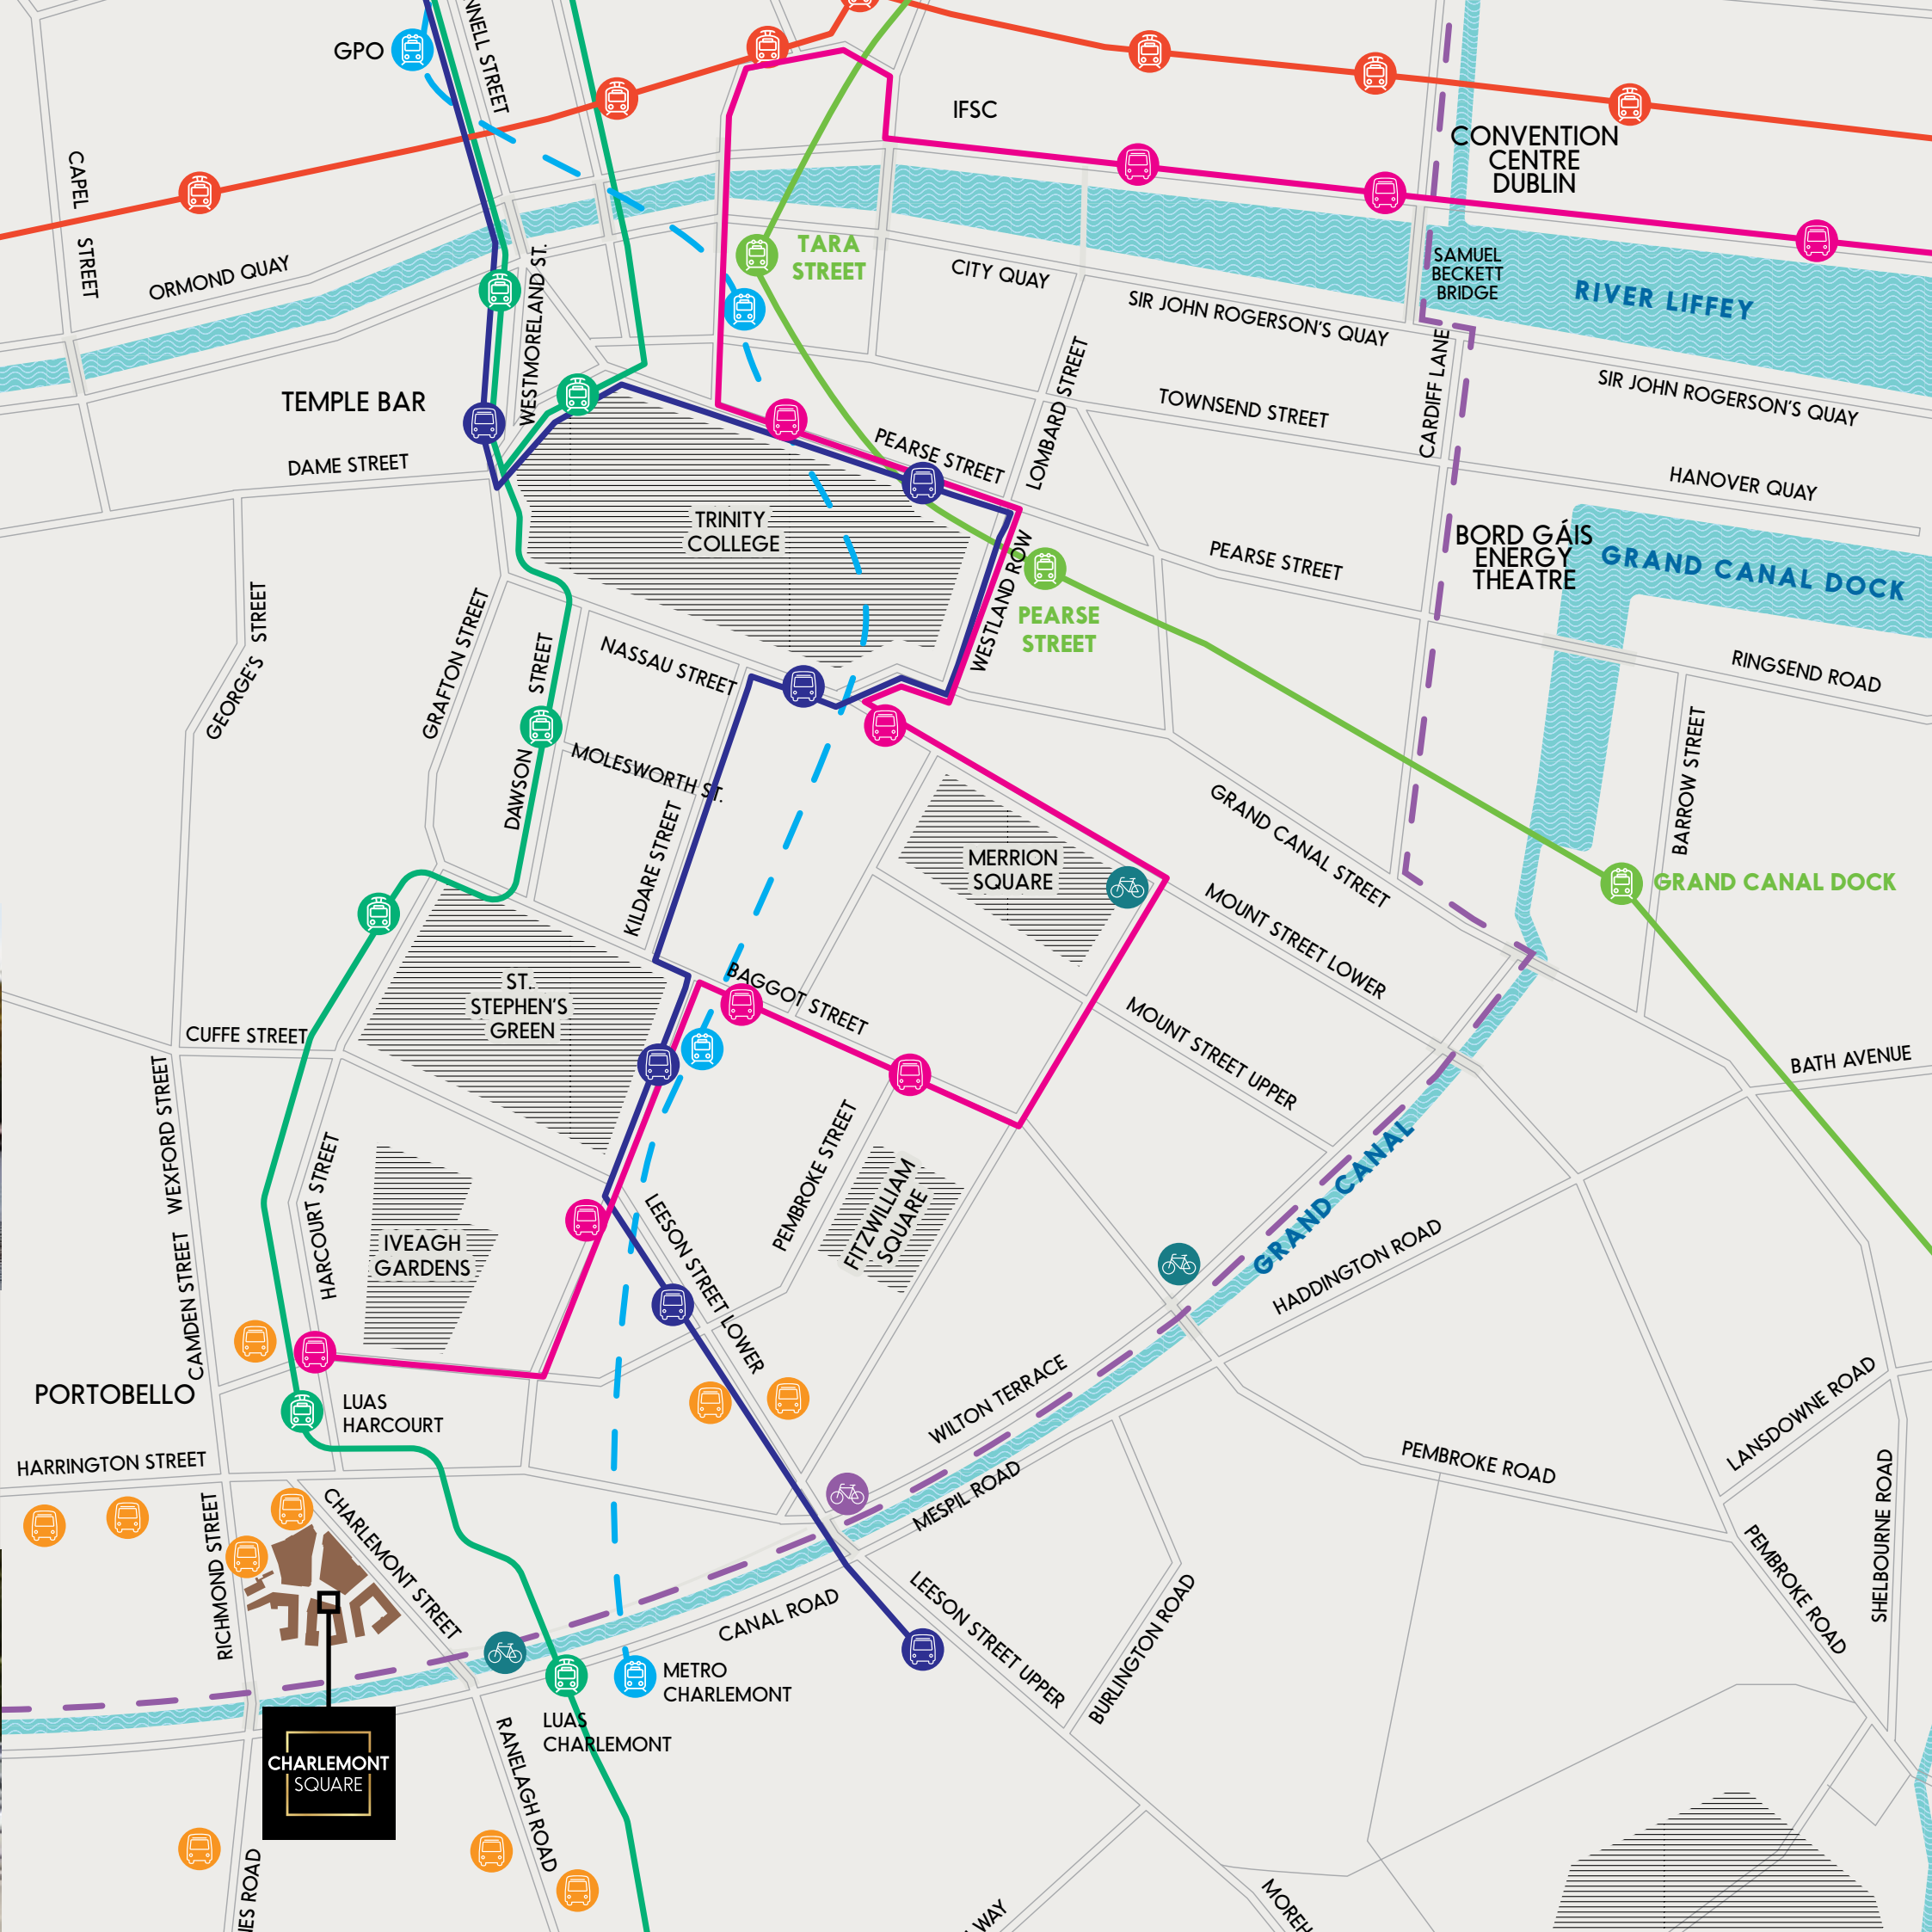 GPO
NNELL STREET
IFSC
CONVENTION
CENTRE
DUBLIN
CAPEL STREET
ORMOND QUAY
WESTMORELAND ST.
TARA
STREET
CITY QUAY
SIR JOHN ROGERSON'S QUAY
SAMUEL
BECKETT
BRIDGE
RIVER LIFFEY
SIR JOHN ROGERSON'S QUAY
TEMPLE BAR
DAME STREET
PEARSE STREET
LOMBARD STREET
TOWNSEND STREET
CARDIFF LANE
HANOVER QUAY
TRINITY
COLLEGE
WESTLAND ROW
PEARSE STREET
BORD GÁIS
ENERGY
THEATRE
GRAND CANAL DOCK
PEARSE
STREET
RINGSEND ROAD
GEORGE'S STREET
GRAFTON STREET
DAWSON STREET
NASSAU STREET
MOLESWORTH ST.
KILDARE STREET
MERRION
SQUARE
GRAND CANAL STREET
BARROW STREET
GRAND CANAL DOCK
MOUNT STREET LOWER
MOUNT STREET UPPER
BAGGOT STREET
ST.
STEPHEN'S
GREEN
CUFFE STREET
BATH AVENUE
WEXFORD STREET
CAMDEN STREET
HARCOURT STREET
IVEAGH
GARDENS
LEESON STREET LOWER
PEMBROKE STREET
FITZWILLIAM
SQUARE
GRAND CANAL
HADDINGTON ROAD
PORTOBELLO
LUAS
HARCOURT
WILTON TERRACE
MESPIL ROAD
PEMBROKE ROAD
LANSDOWNE ROAD
SHELBOURNE ROAD
PEMBROKE ROAD
HARRINGTON STREET
RICHMOND STREET
CHARLEMONT STREET
CANAL ROAD
LEESON STREET UPPER
BURLINGTON ROAD
METRO
CHARLEMONT
LUAS
CHARLEMONT
CHARLEMONT
SQUARE
RANELAGH ROAD
NES ROAD
WAY
MOREH